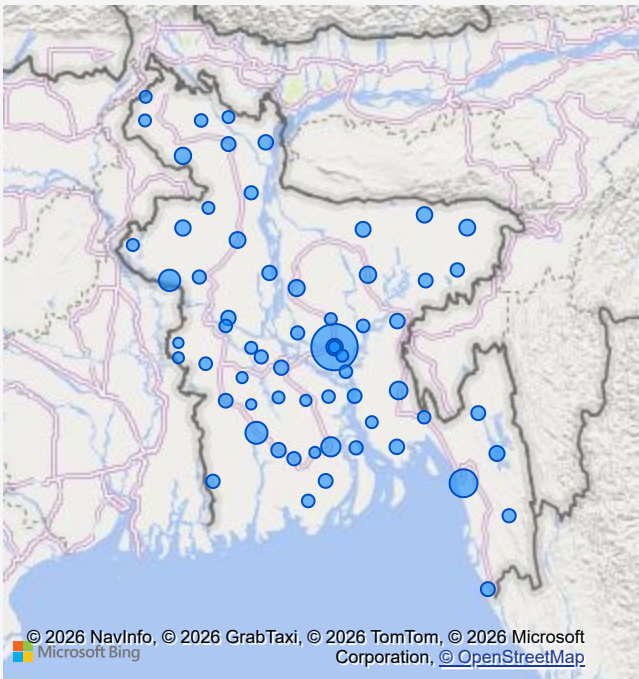 © 2026 NavInfo, © 2026 GrabTaxi, © 2026 TomTom, © 2026 Microsoft
Microsoft Bing
Corporation, © OpenStreetMap